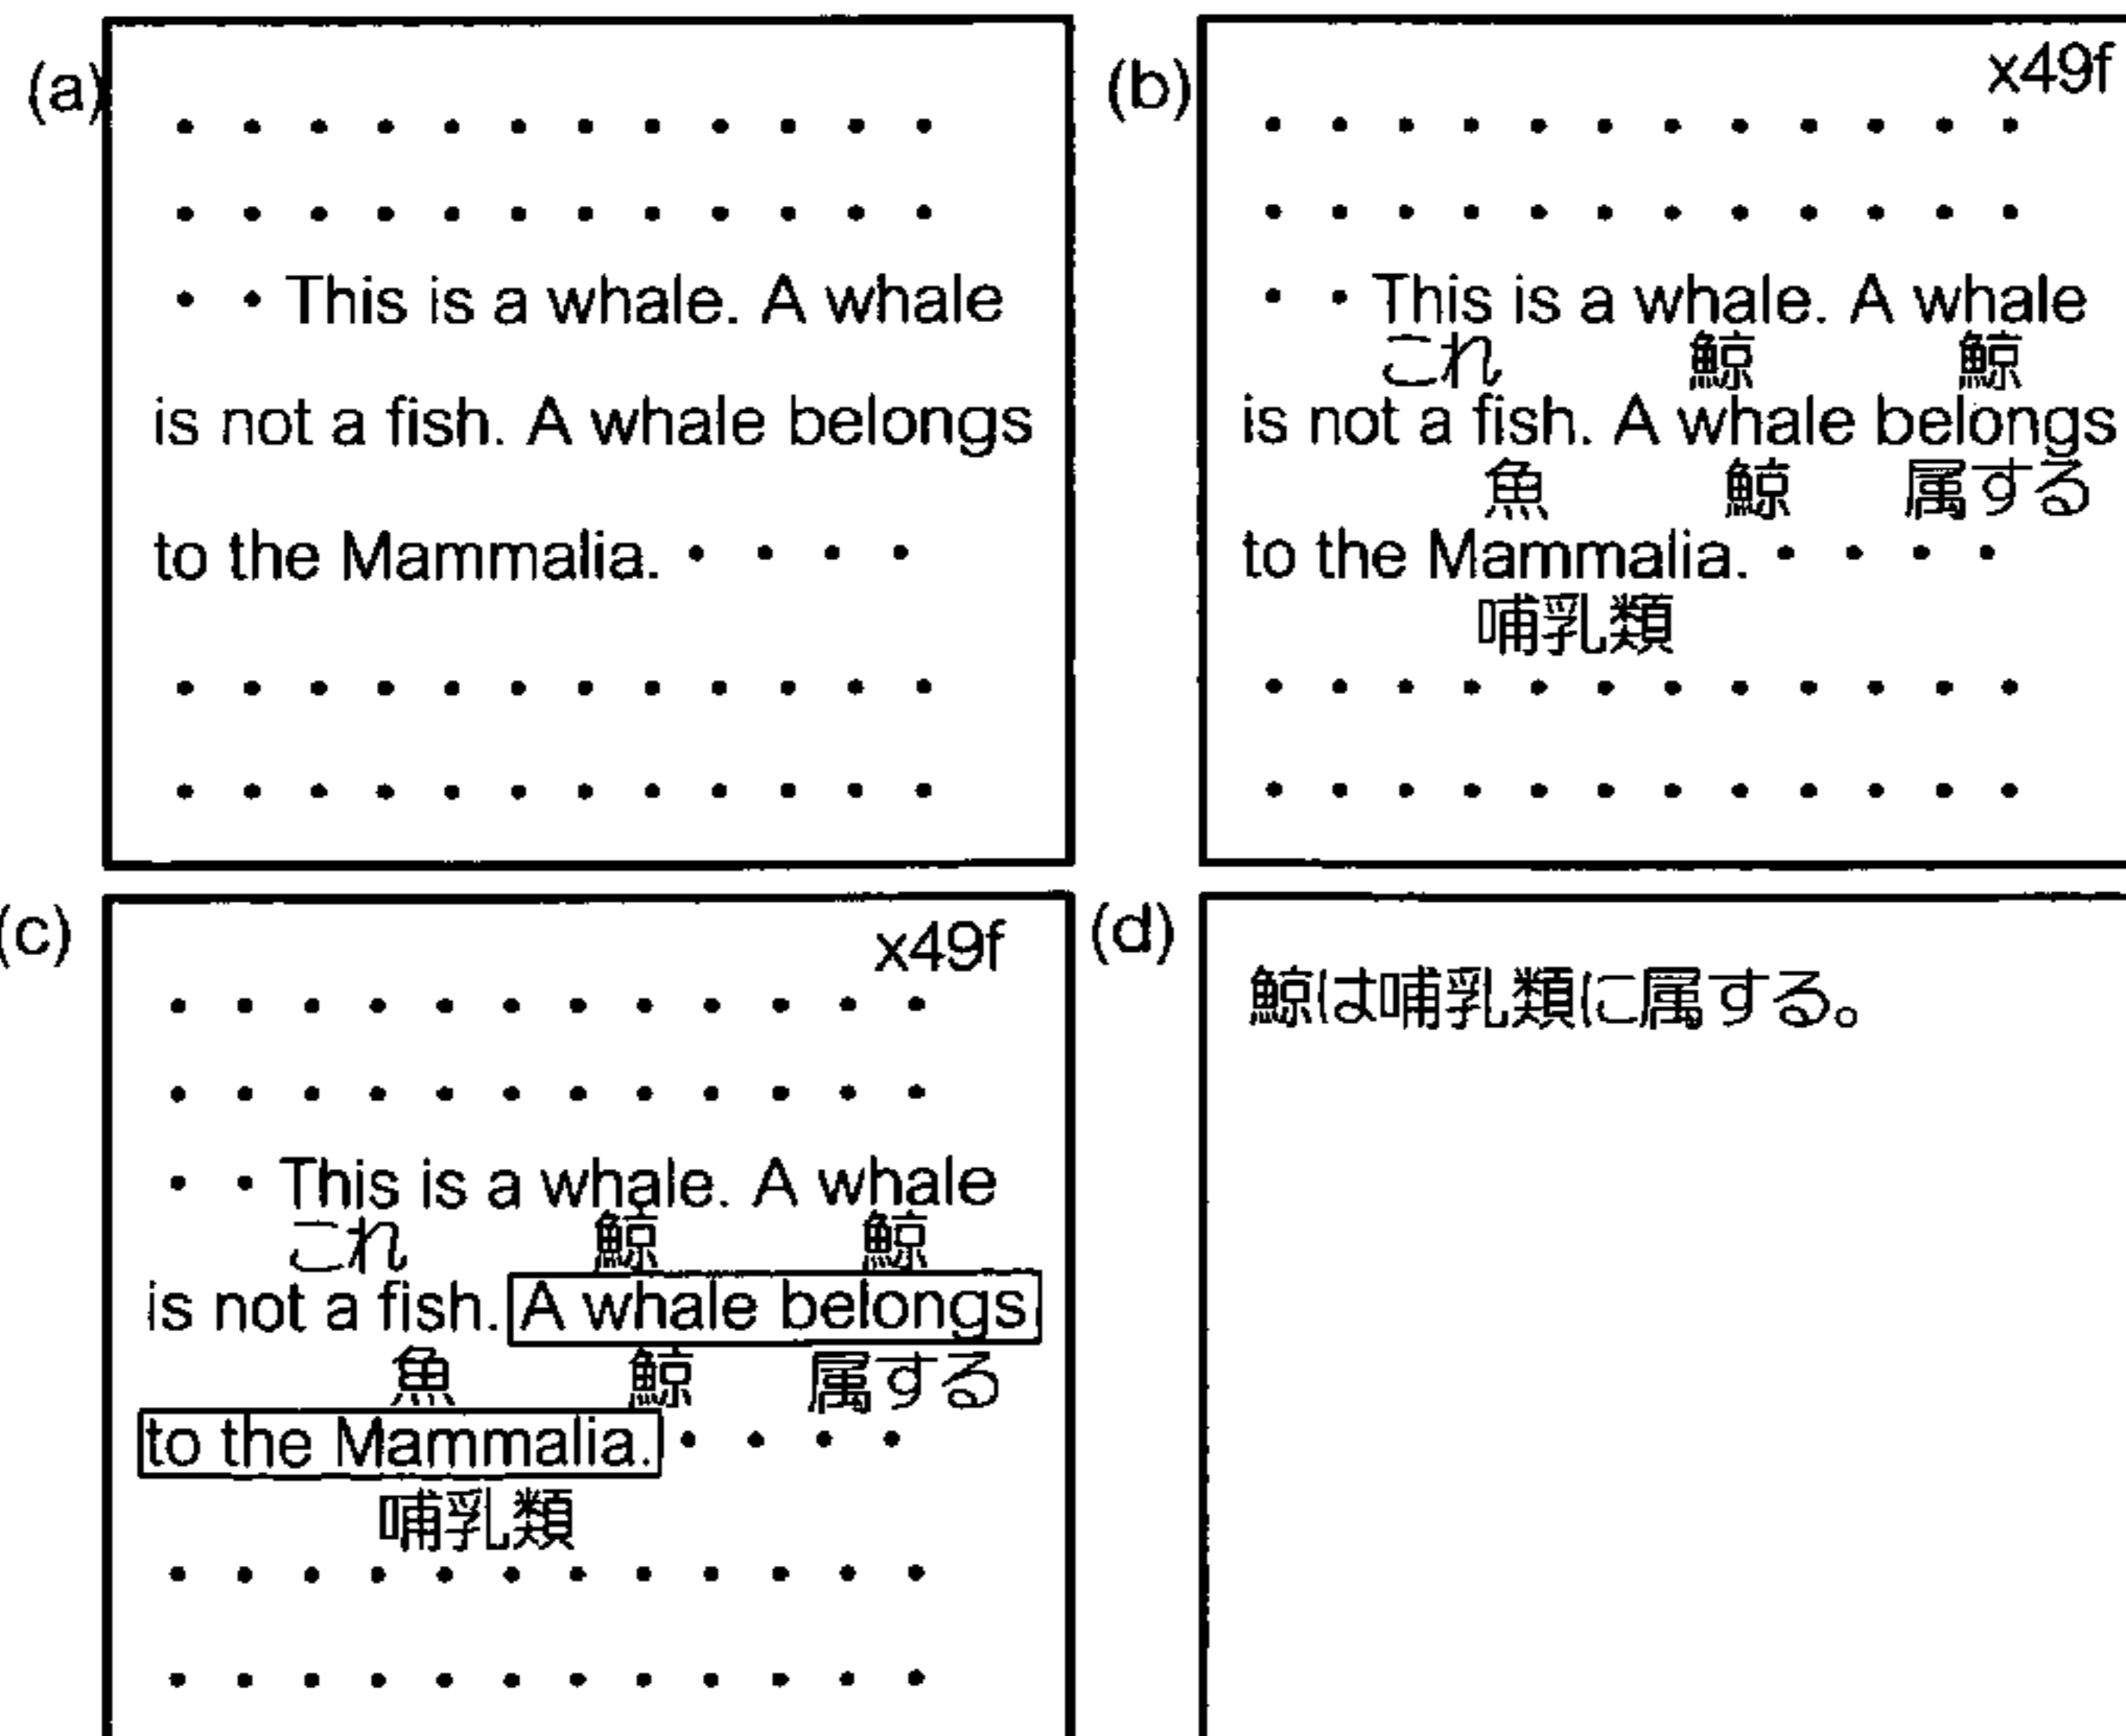 (a)
• • • • • • • • • • • •
• • • • • • • • • • • •
• • This is a whale. A whale
is not a fish. A whale belongs
to the Mammalia. • • • •
• • • • • • • • • • • •
• • • • • • • • • • • •
(b)
x49f
• • • • • • • • • • • •
• • • • • • • • • • • •
• • This is a whale. A whale
これ 鯨 鯨
is not a fish. A whale belongs
魚 鯨 属する
to the Mammalia. • • • •
哺乳類
• • • • • • • • • • • •
• • • • • • • • • • • •
(c)
x49f
• • • • • • • • • • • •
• • • • • • • • • • • •
• • This is a whale. A whale
これ 鯨 鯨
is not a fish. A whale belongs
魚 鯨 属する
to the Mammalia. • • • •
哺乳類
• • • • • • • • • • • •
• • • • • • • • • • • •
(d)
鯨は哺乳類に属する。